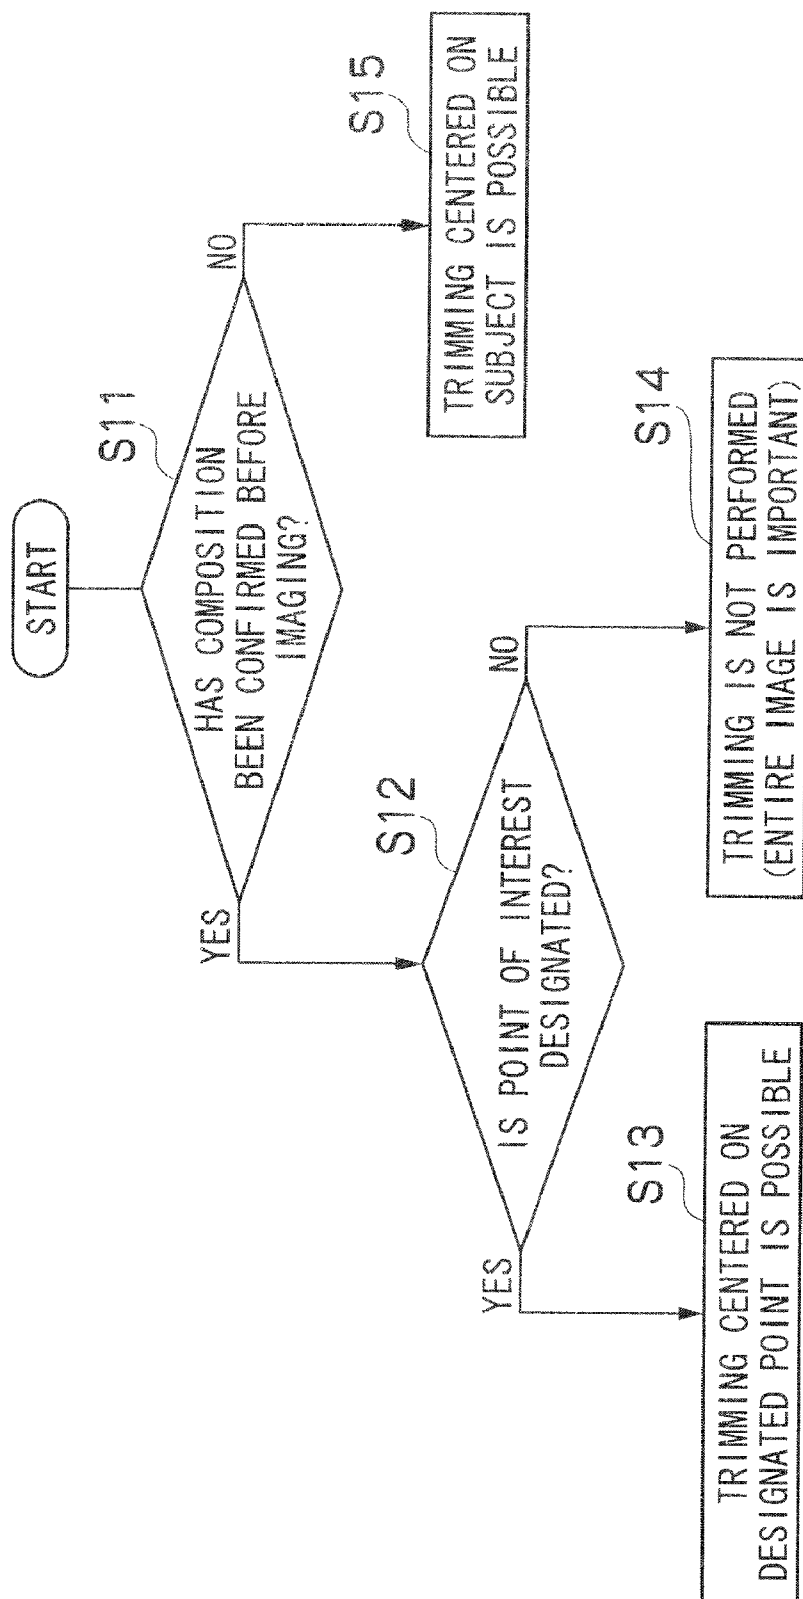 START
S11
HAS COMPOSITION
BEEN CONFIRMED BEFORE
IMAGING?
YES
NO
S12
IS POINT OF INTEREST
DESIGNATED?
S15
TRIMMING CENTERED ON
SUBJECT IS POSSIBLE
YES
NO
S13
TRIMMING CENTERED ON
DESIGNATED POINT IS POSSIBLE
S14
TRIMMING IS NOT PERFORMED
(ENTIRE IMAGE IS IMPORTANT)